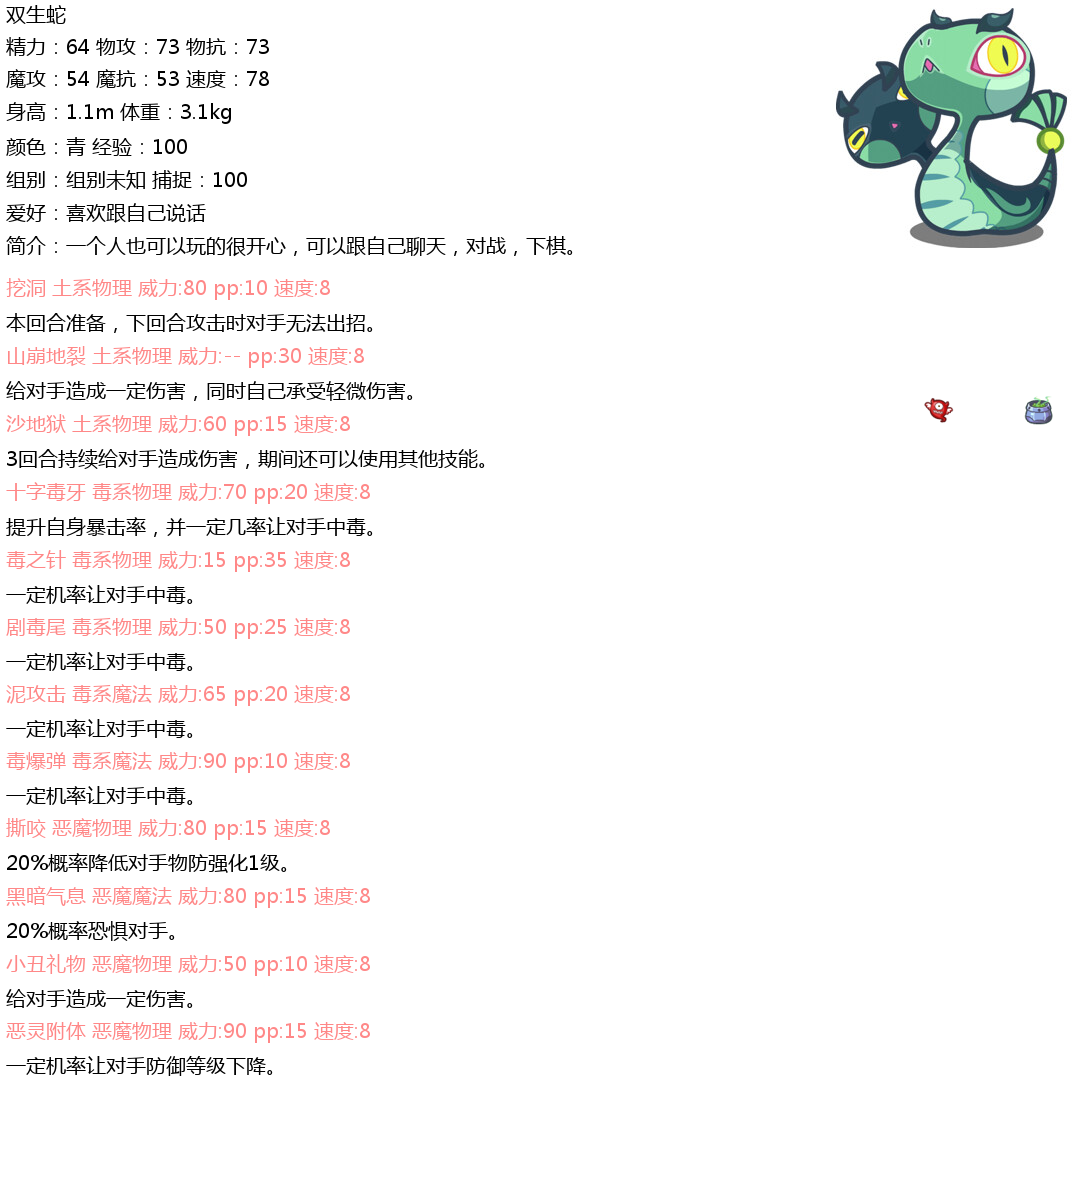 双生蛇
精力：64 物攻：73 物抗：73
魔攻：54 魔抗：53 速度：78
身高：1.1m 体重：3.1kg
颜色：青 经验：100
组别：组别未知 捕捉：100
爱好：喜欢跟自己说话
简介：一个人也可以玩的很开心，可以跟自己聊天，对战，下棋。
挖洞 土系物理 威力:80 pp:10 速度:8
本回合准备，下回合攻击时对手无法出招。
山崩地裂 土系物理 威力:-- pp:30 速度:8
给对手造成一定伤害，同时自己承受轻微伤害。
沙地狱 土系物理 威力:60 pp:15 速度:8
3回合持续给对手造成伤害，期间还可以使用其他技能。
十字毒牙 毒系物理 威力:70 pp:20 速度:8
提升自身暴击率，并一定几率让对手中毒。
毒之针 毒系物理 威力:15 pp:35 速度:8
一定机率让对手中毒。
剧毒尾 毒系物理 威力:50 pp:25 速度:8
一定机率让对手中毒。
泥攻击 毒系魔法 威力:65 pp:20 速度:8
一定机率让对手中毒。
毒爆弹 毒系魔法 威力:90 pp:10 速度:8
一定机率让对手中毒。
撕咬 恶魔物理 威力:80 pp:15 速度:8
20%概率降低对手物防强化1级。
黑暗气息 恶魔魔法 威力:80 pp:15 速度:8
20%概率恐惧对手。
小丑礼物 恶魔物理 威力:50 pp:10 速度:8
给对手造成一定伤害。
恶灵附体 恶魔物理 威力:90 pp:15 速度:8
一定机率让对手防御等级下降。